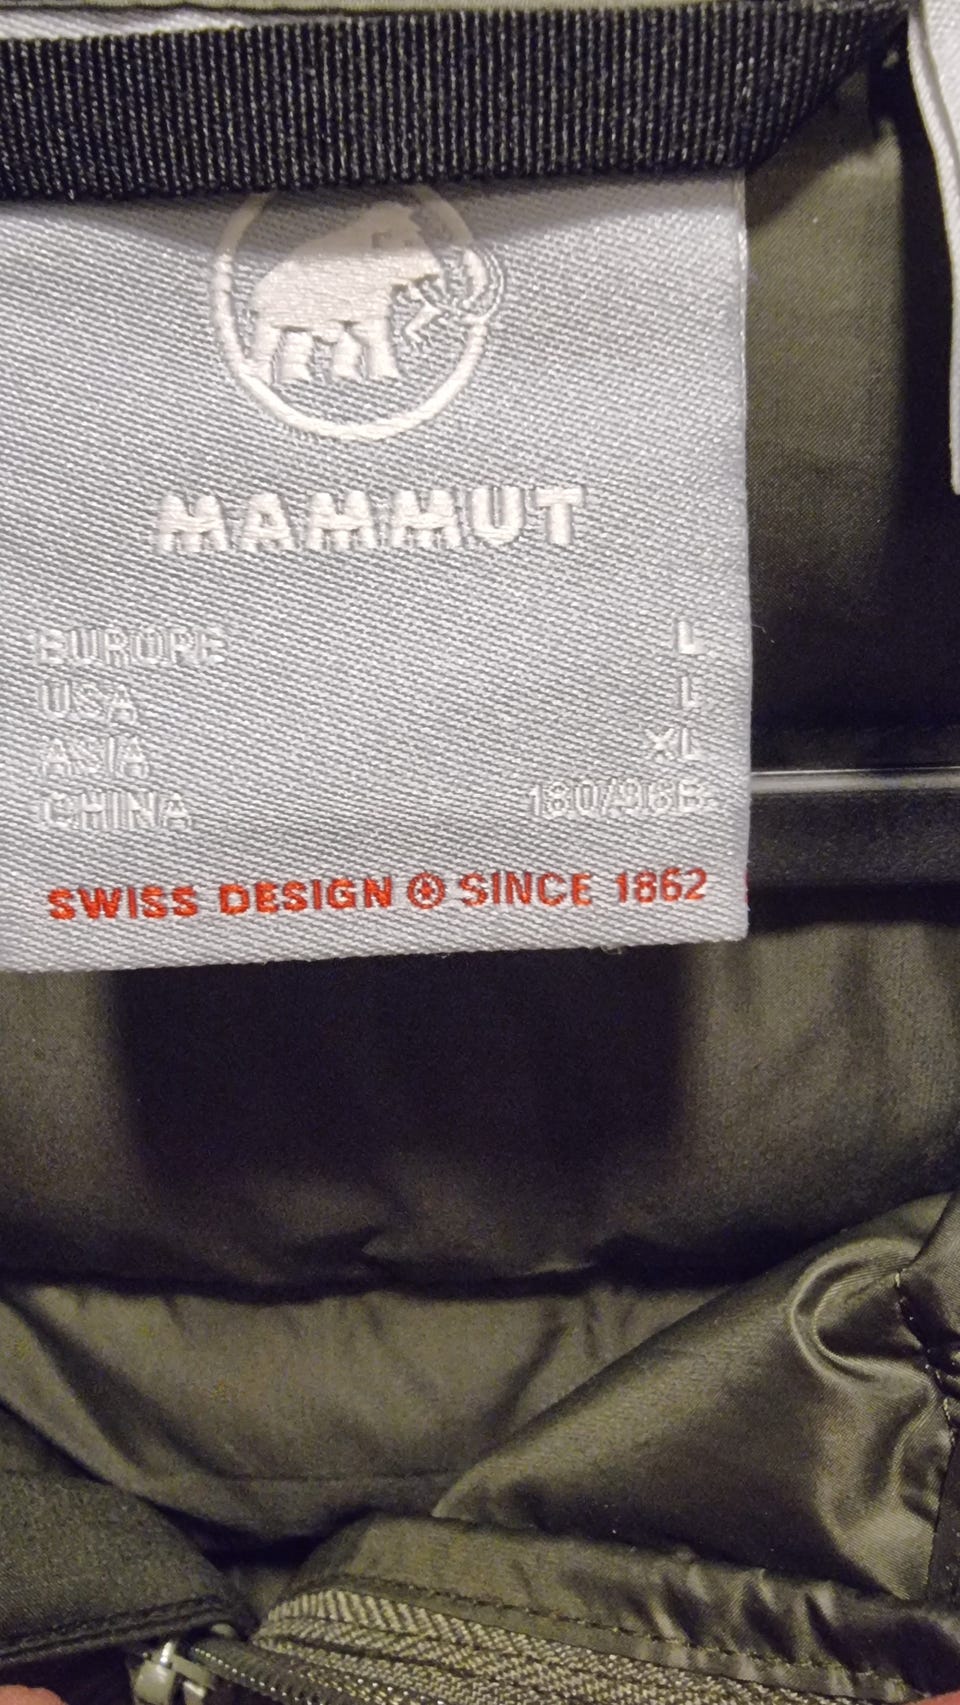 MAMMUT
EUROPE L
USA L
ASIA XL
CHINA 180/96B
SWISS DESIGN ⊕ SINCE 1862